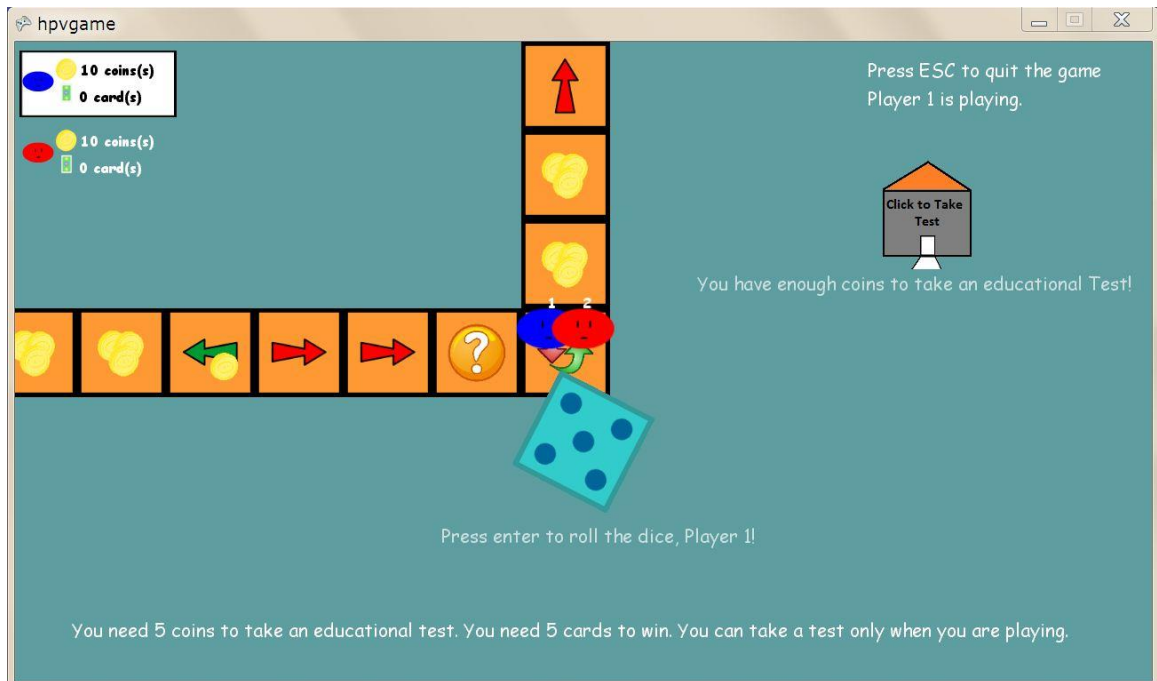 hpvgame
10 coins(s)
0 card(s)
10 coins(s)
0 card(s)
Press ESC to quit the game
Player 1 is playing.
Click to Take
Test
You have enough coins to take an educational Test!
1 2
?
Press enter to roll the dice, Player 1!
You need 5 coins to take an educational test. You need 5 cards to win. You can take a test only when you are playing.